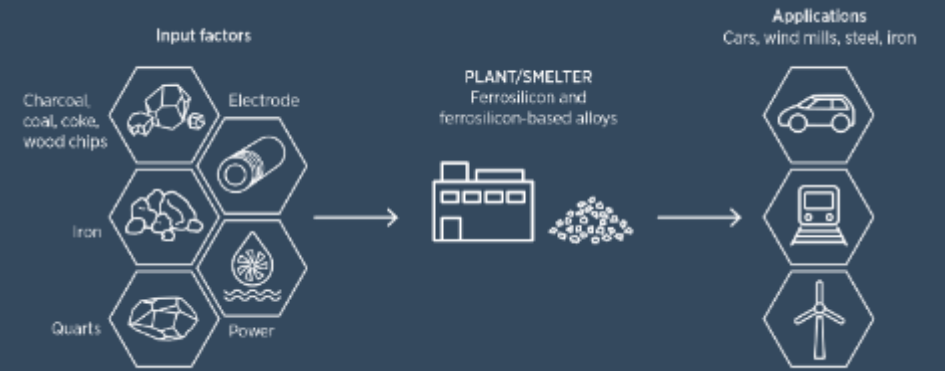 Input factors
Charcoal,
coal, coke,
wood chips
Electrode
Iron
Quarts
Power
PLANT/SMELTER
Ferrosilicon and
ferrosilicon-based alloys
Applications
Cars, wind mills, steel, iron